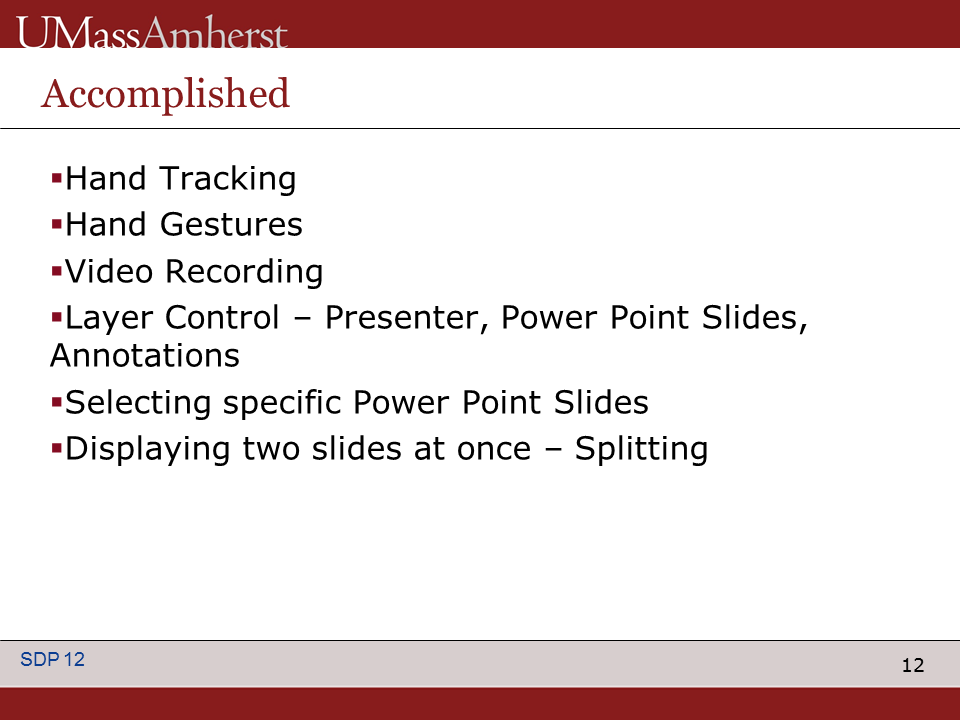 UMassAmherst
Accomplished
▪Hand Tracking
▪Hand Gestures
▪Video Recording
▪Layer Control – Presenter, Power Point Slides,
Annotations
▪Selecting specific Power Point Slides
▪Displaying two slides at once – Splitting
SDP 12
12